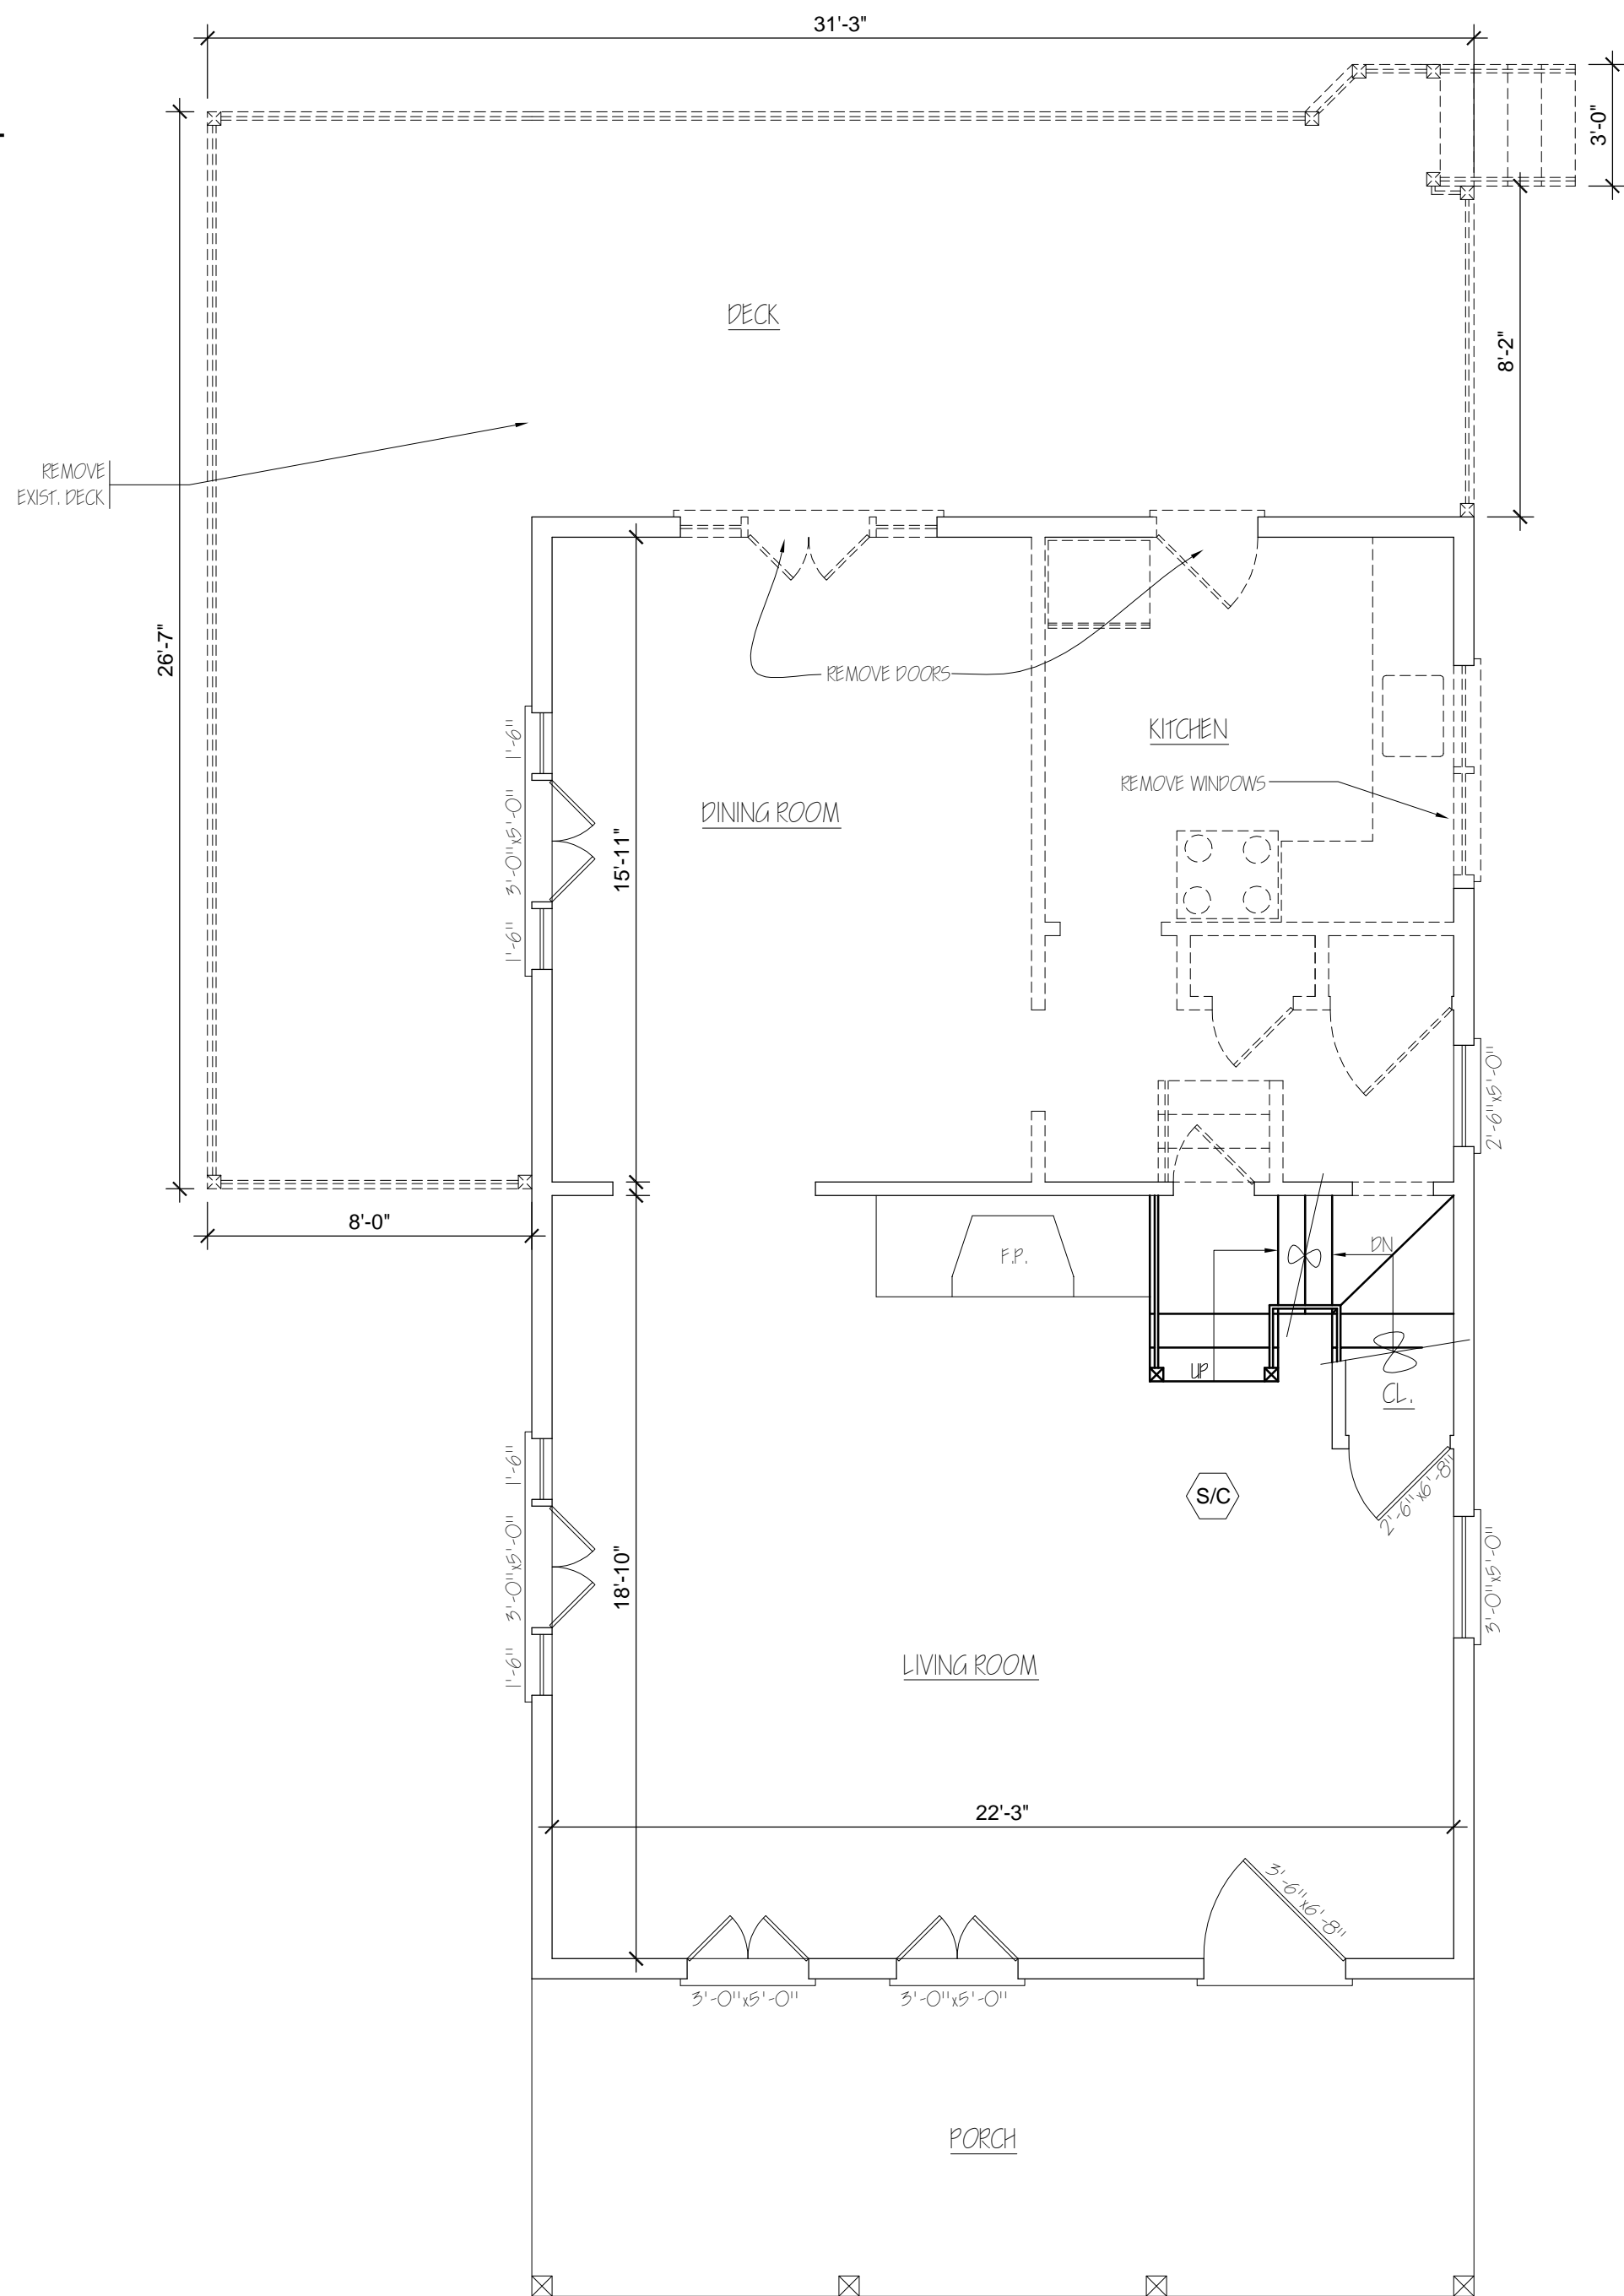 31'-3"
3'-0"
DECK
8'-2"
REMOVE
EXIST. DECK
26'-7"
REMOVE DOORS
1'-6"
KITCHEN
REMOVE WINDOWS
DINING ROOM
3'-0"x5'-0"
15'-11"
1'-6"
2'-6"x5'-0"
8'-0"
F.P.
DN
UP
CL.
1'-6"
S/C
2'-6"x6'-8"
3'-0"x5'-0"
18'-10"
3'-0"x5'-0"
1'-6"
LIVING ROOM
22'-3"
3'-6"x6'-8"
3'-0"x5'-0"
3'-0"x5'-0"
PORCH